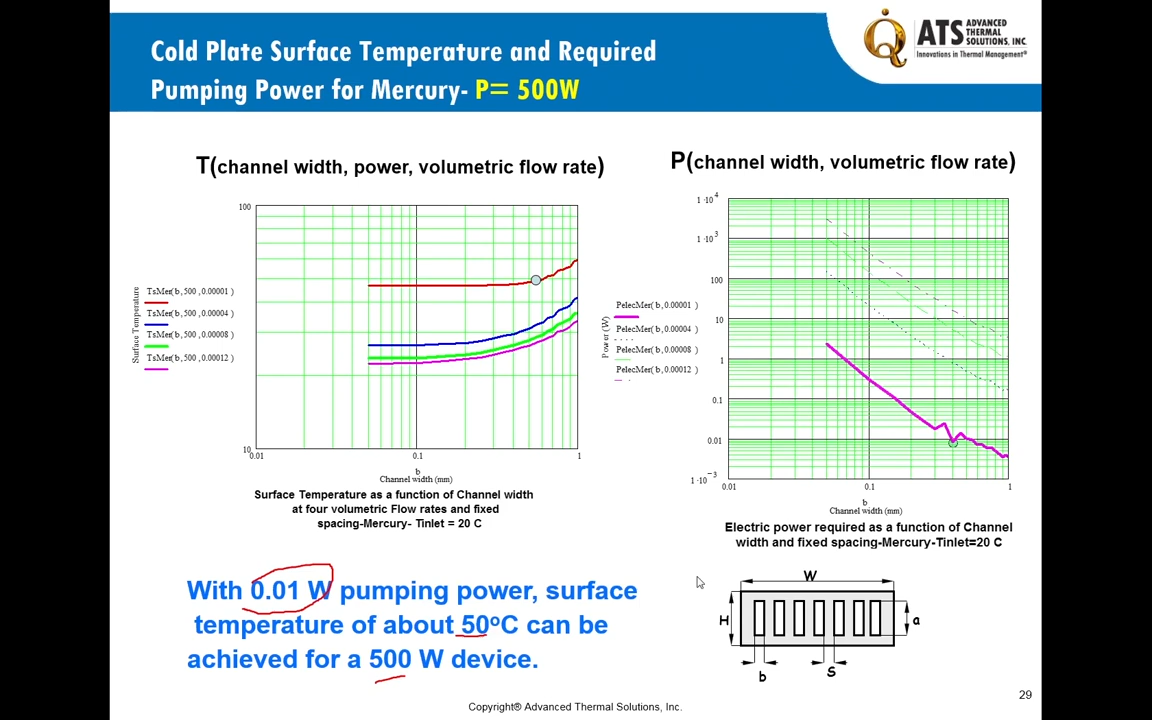 Cold Plate Surface Temperature and Required
Pumping Power for Mercury- P= 500W
ATS ADVANCED
THERMAL
SOLUTIONS, INC.
Innovations in Thermal Management®
T(channel width, power, volumetric flow rate)
100
10
0.01
0.1
1
Surface Temperature
TsMer( b,500 ,0.00001 )
TsMer( b,500 ,0.00004 )
TsMer( b,500 ,0.00008 )
TsMer( b,500 ,0.00012 )
b
Channel width (mm)
Surface Temperature as a function of Channel width
at four volumetric Flow rates and fixed
spacing-Mercury- Tinlet = 20 C
P(channel width, volumetric flow rate)
1·10⁴
1·10³
100
10
1
0.1
0.01
1·10⁻³
0.01
0.1
1
Power (W)
PelecMer( b,0.00001 )
PelecMer( b,0.00004 )
PelecMer( b,0.00008 )
PelecMer( b,0.00012 )
b
Channel width (mm)
Electric power required as a function of Channel
width and fixed spacing-Mercury-Tinlet=20 C
With 0.01 W pumping power, surface
temperature of about 50°C can be
achieved for a 500 W device.
W
H
a
b
S
29
Copyright® Advanced Thermal Solutions, Inc.